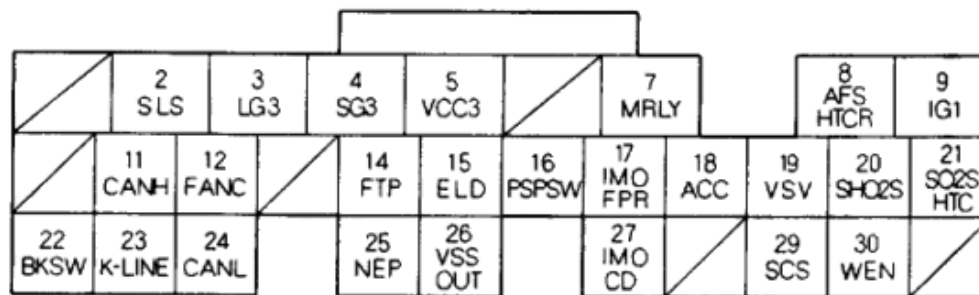 2 3 4 5 7 8 9
SLS LG3 SG3 VCC3 MRLY AFS HTCR IG1
11 12 14 15 16 17 18 19 20 21
CANH FANC FTP ELD PSPSW IMO FPR ACC VSV SHO2S SO2S HTC
22 23 24 25 26 27 29 30
BKSW K-LINE CANL NEP VSS OUT IMO CD SCS WEN